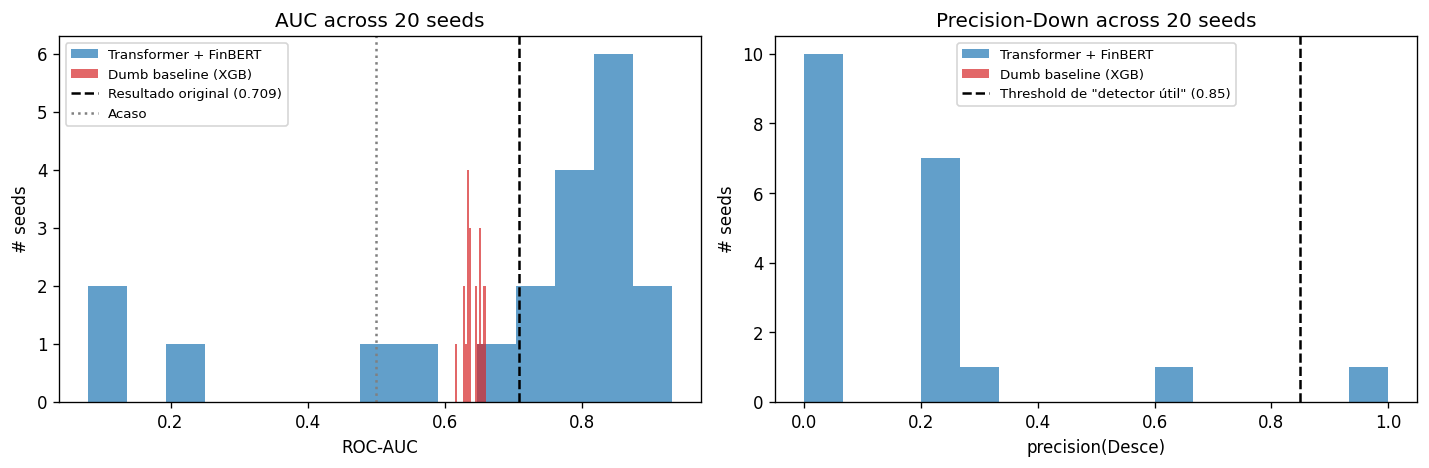 AUC across 20 seeds
Transformer + FinBERT
Dumb baseline (XGB)
Resultado original (0.709)
Acaso
# seeds
6
5
4
3
2
1
0
0.2
0.4
0.6
0.8
ROC-AUC
Precision-Down across 20 seeds
Transformer + FinBERT
Dumb baseline (XGB)
Threshold de "detector útil" (0.85)
# seeds
10
8
6
4
2
0
0.0
0.2
0.4
0.6
0.8
1.0
precision(Desce)